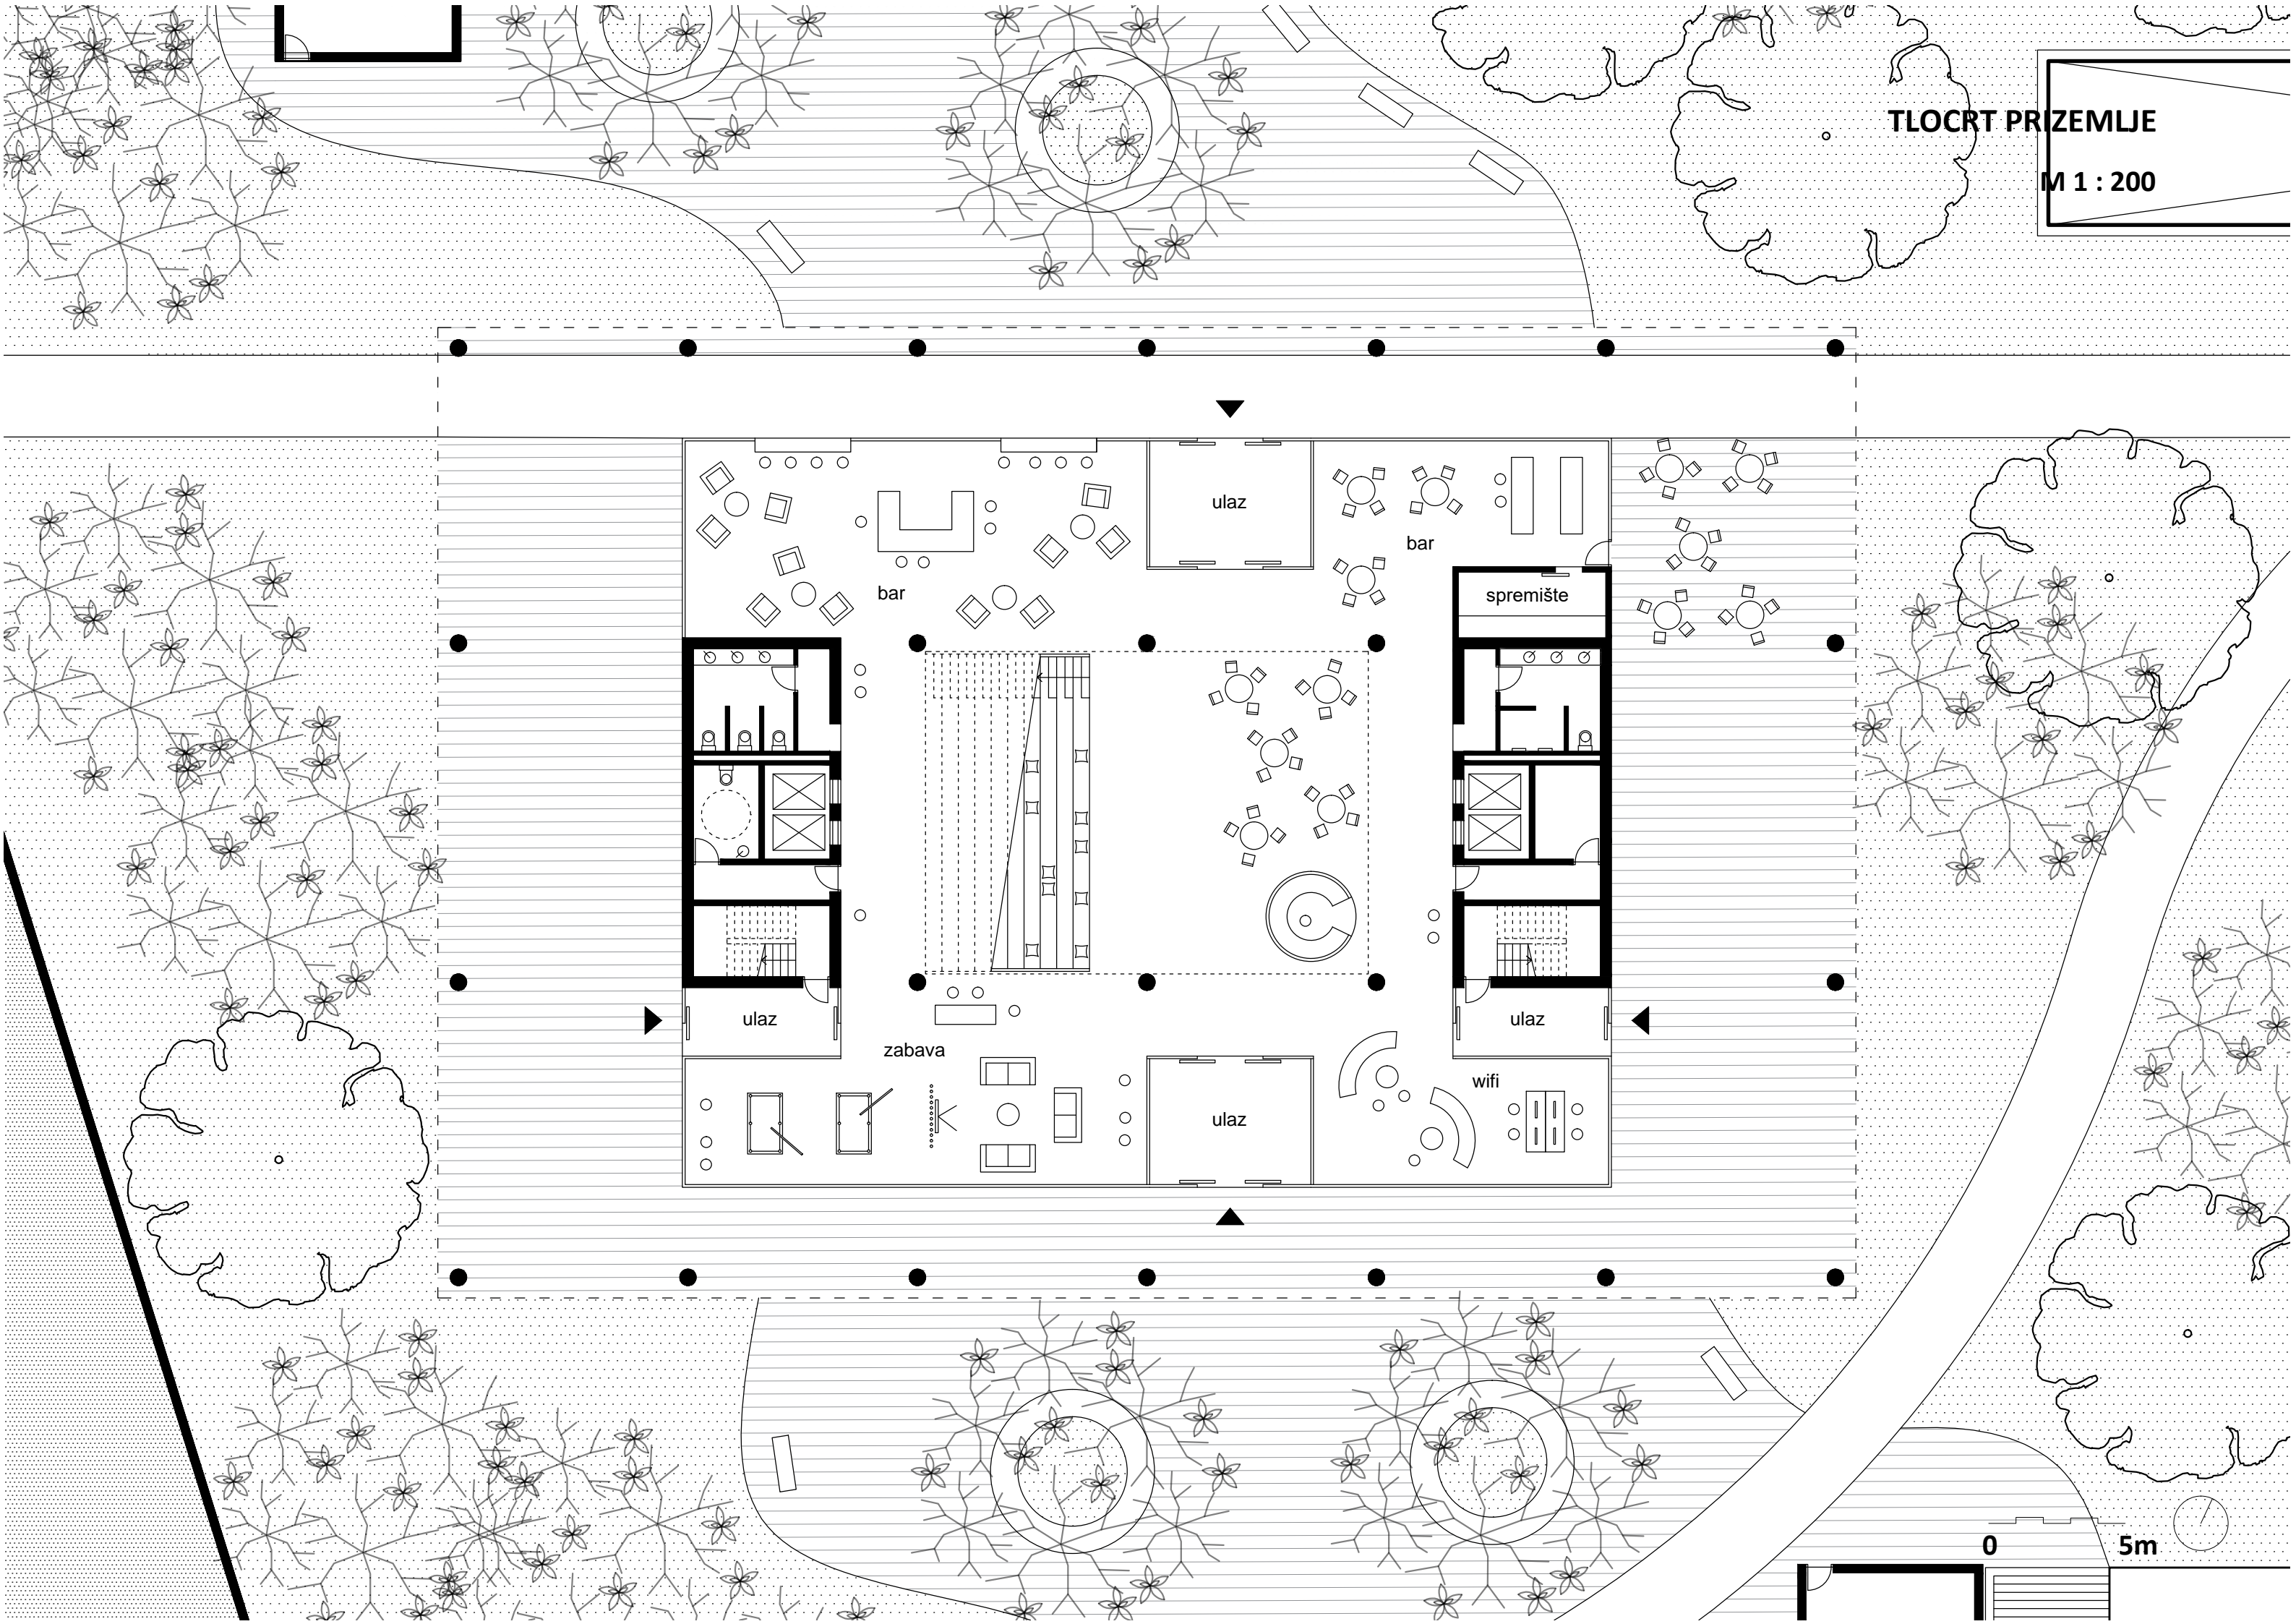 TLOCRT PRIZEMLJE
M 1 : 200
ulaz
bar
bar
spremište
ulaz
ulaz
zabava
wifi
ulaz
0 5m